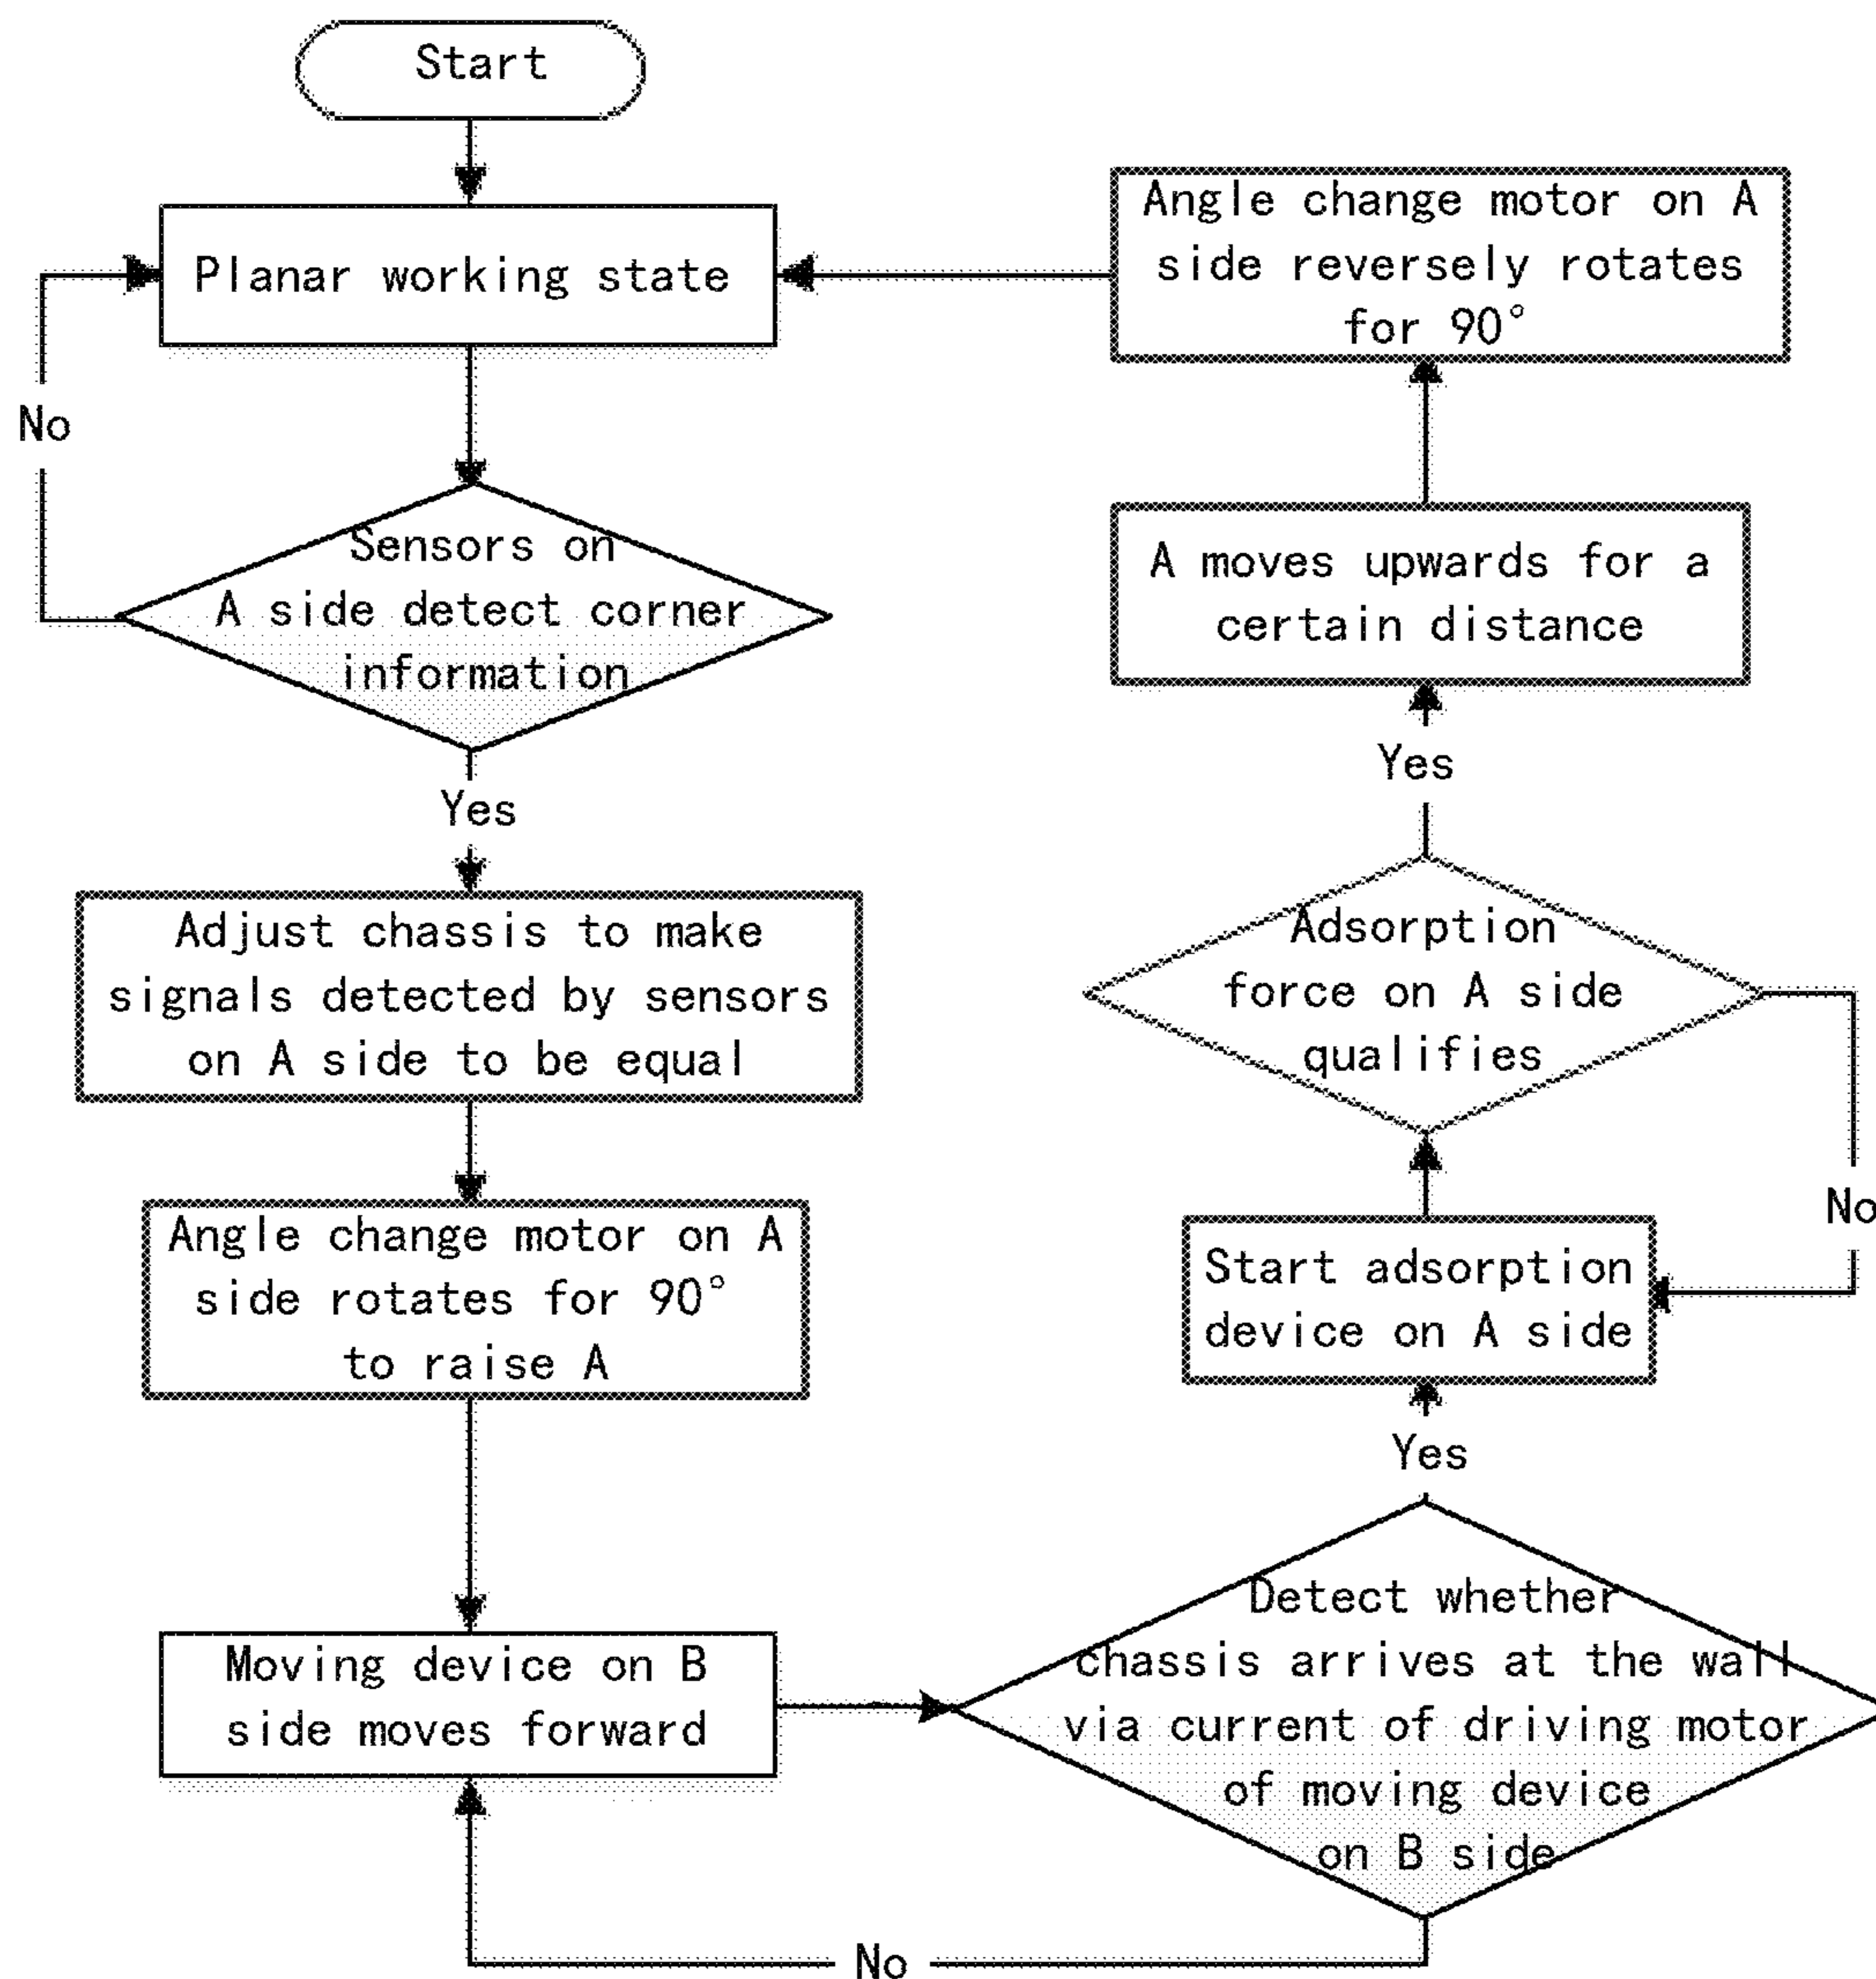 Start
Planar working state
No
Sensors on
A side detect corner
information
Yes
Adjust chassis to make
signals detected by sensors
on A side to be equal
Angle change motor on A
side rotates for 90°
to raise A
Moving device on B
side moves forward
No
Detect whether
chassis arrives at the wall
via current of driving motor
of moving device
on B side
Yes
Start adsorption
device on A side
No
Adsorption
force on A side
qualifies
Yes
A moves upwards for a
certain distance
Angle change motor on A
side reversely rotates
for 90°